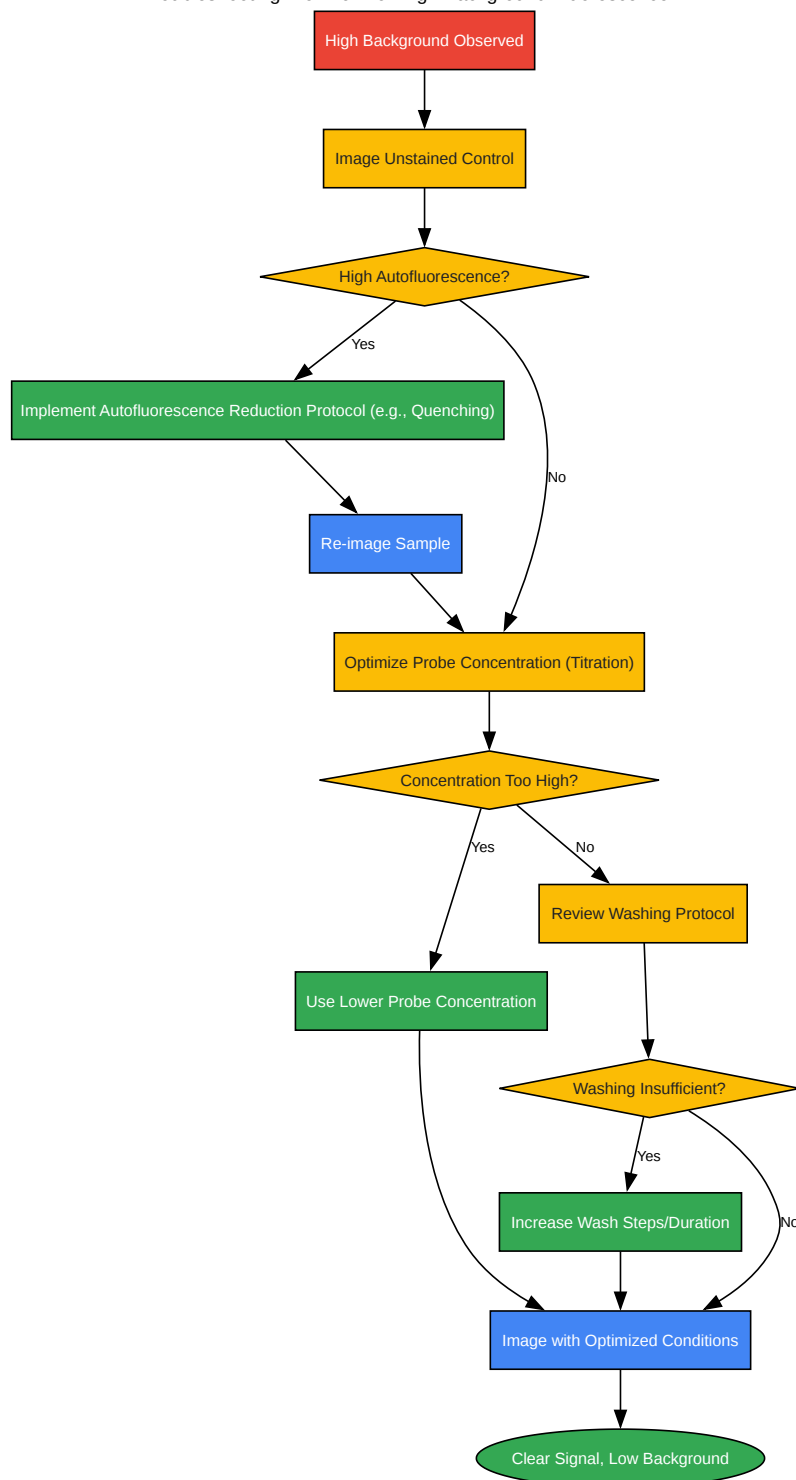 High Background Observed
Image Unstained Control
High Autofluorescence?
Yes
Implement Autofluorescence Reduction Protocol (e.g., Quenching)
No
Re-image Sample
Optimize Probe Concentration (Titration)
Concentration Too High?
Yes
No
Review Washing Protocol
Use Lower Probe Concentration
Washing Insufficient?
Yes
Increase Wash Steps/Duration
No
Image with Optimized Conditions
Clear Signal, Low Background